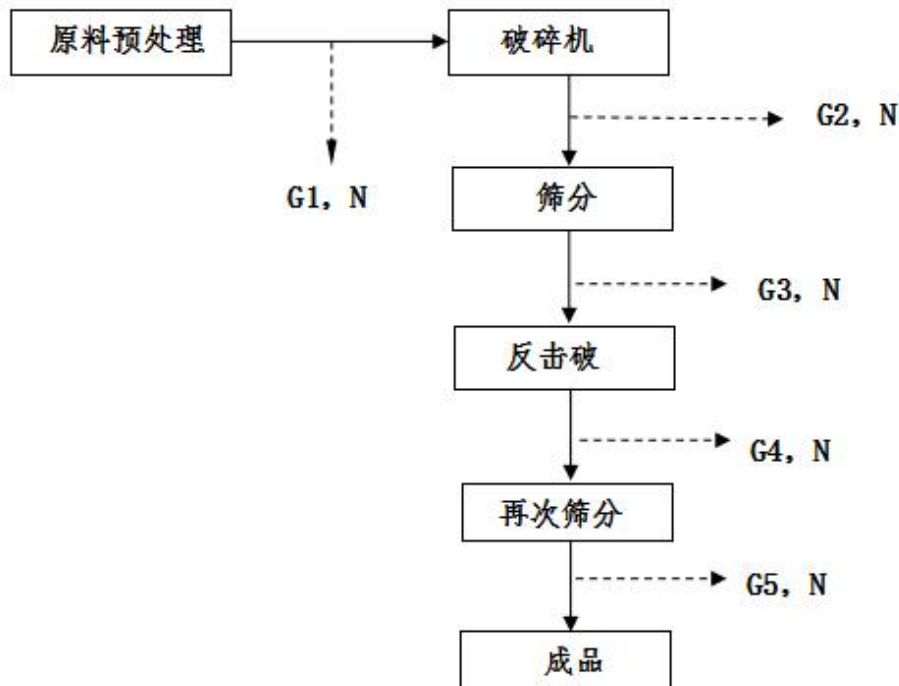 原料预处理
破碎机
G2, N
G1, N
筛分
G3, N
反击破
G4, N
再次筛分
G5, N
成品